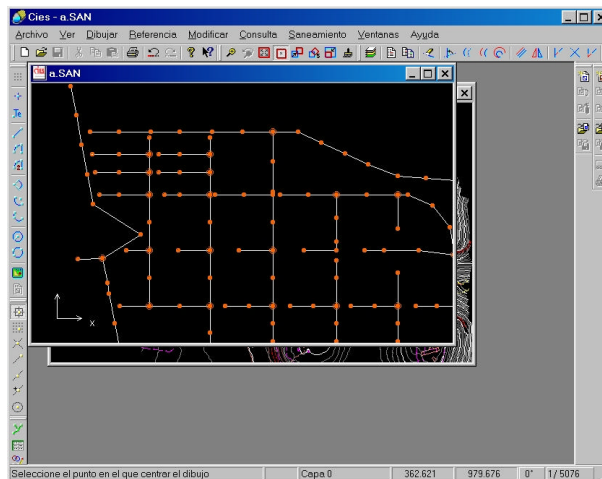 Cies - a.SAN
Archivo Ver Dibujar Referencia Modificar Consulta Saneamiento Ventanas Ayuda
a.SAN
Te
X
Seleccione el punto en el que centrar el dibujo Capa 0 362.621 979.676 0° 1/ 5076